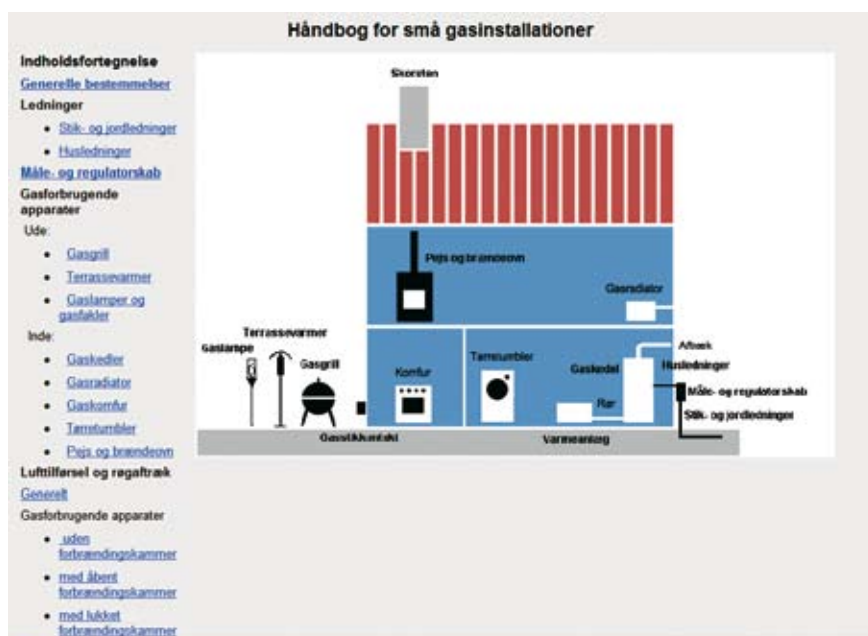 Håndbog for små gasinstallationer
Indholdsfortegnelse
Generelle bestemmelser
Ledninger
Stik- og jordledninger
Husledninger
Måle- og regulatorskab
Gasforbrugende
apparater
Ude:
Gasgrill
Terrassevarmer
Gaslamper og
gasfakler
Inde:
Gaskedler
Gasradiator
Gaskomfur
Tørretumbler
Pejs og brændeovn
Lufttilførsel og røgaftræk
Generelt
Gasforbrugende apparater
uden
forbrændingskammer
med åbent
forbrændingskammer
med lukket
forbrændingskammer
Skorsten
Pejs og brændeovn
Gasradiator
Terrassevarmer
Gaslampe
Gasgrill
Komfur
Tørretumbler
Gaskedel
Aftræk
Husledninger
Måle- og regulatorskab
Rør
Stik- og jordledninger
Gasstikkontakt
Varmeanlæg